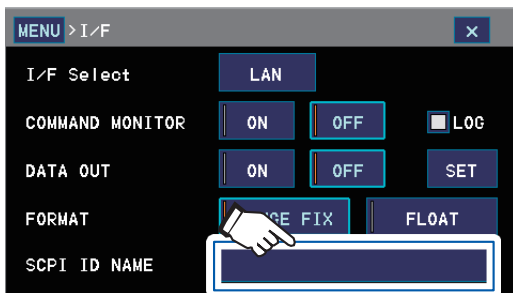 MENU >I/F ×
I/F Select LAN
COMMAND MONITOR ON OFF LOG
DATA OUT ON OFF SET
FORMAT FIX FLOAT
SCPI ID NAME